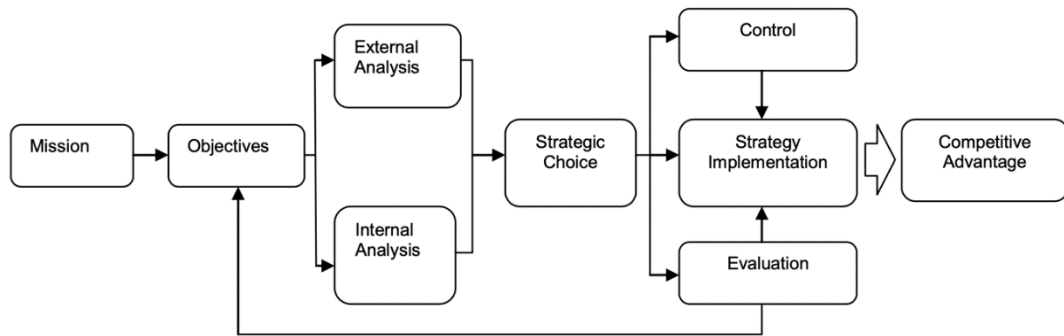 Mission
Objectives
External
Analysis
Internal
Analysis
Strategic
Choice
Control
Strategy
Implementation
Evaluation
Competitive
Advantage